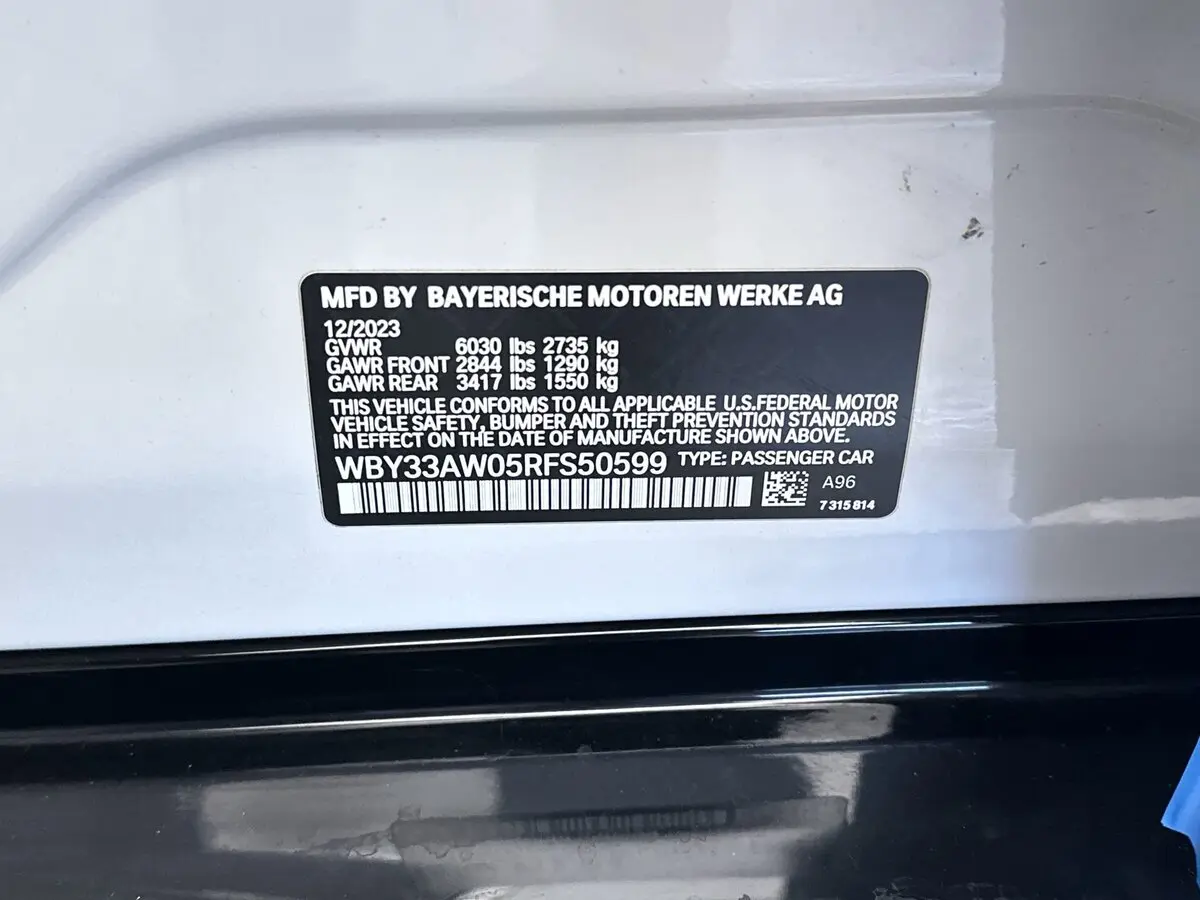 MFD BY BAYERISCHE MOTOREN WERKE AG
12/2023
GVWR 6030 lbs 2735 kg
GAWR FRONT 2844 lbs 1290 kg
GAWR REAR 3417 lbs 1550 kg
THIS VEHICLE CONFORMS TO ALL APPLICABLE U.S.FEDERAL MOTOR
VEHICLE SAFETY, BUMPER AND THEFT PREVENTION STANDARDS
IN EFFECT ON THE DATE OF MANUFACTURE SHOWN ABOVE.
WBY33AW05RFS50599 TYPE: PASSENGER CAR
A96
7 315 814